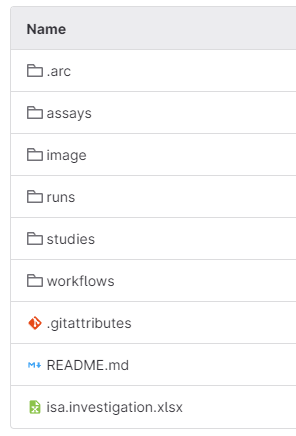 Name
.arc
assays
image
runs
studies
workflows
.gitattributes
README.md
isa.investigation.xlsx